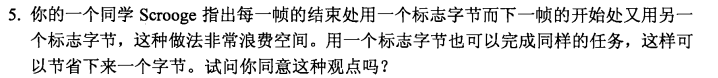 5. 你的一个同学 Scrooge 指出每一帧的结束处用一个标志字节而下一帧的开始处又用另一
个标志字节，这种做法非常浪费空间。用一个标志字节也可以完成同样的任务，这样可
以节省下来一个字节。试问你同意这种观点吗？